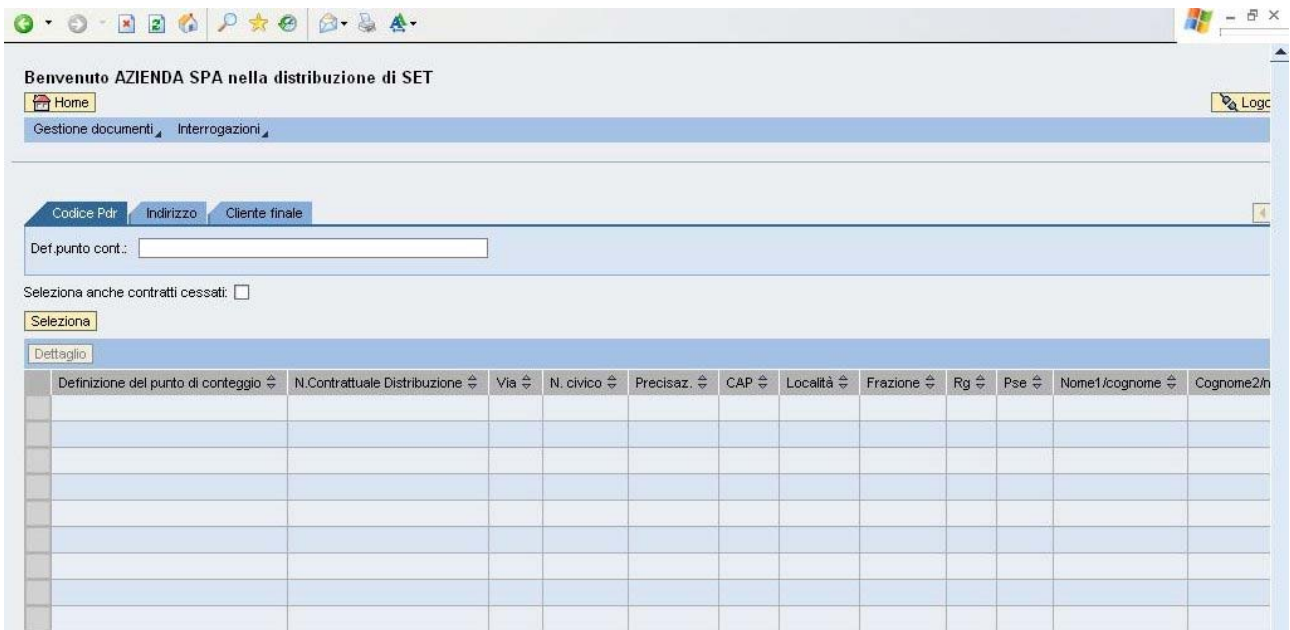 Benvenuto AZIENDA SPA nella distribuzione di SET
Home Logo
Gestione documenti Interrogazioni
Codice Pdr Indirizzo Cliente finale
Def.punto cont.:
Seleziona anche contratti cessati:
Seleziona
Dettaglio
Definizione del punto di conteggio N.Contrattuale Distribuzione Via N. civico Precisaz. CAP Località Frazione Rg Pse Nome1/cognome Cognome2/n